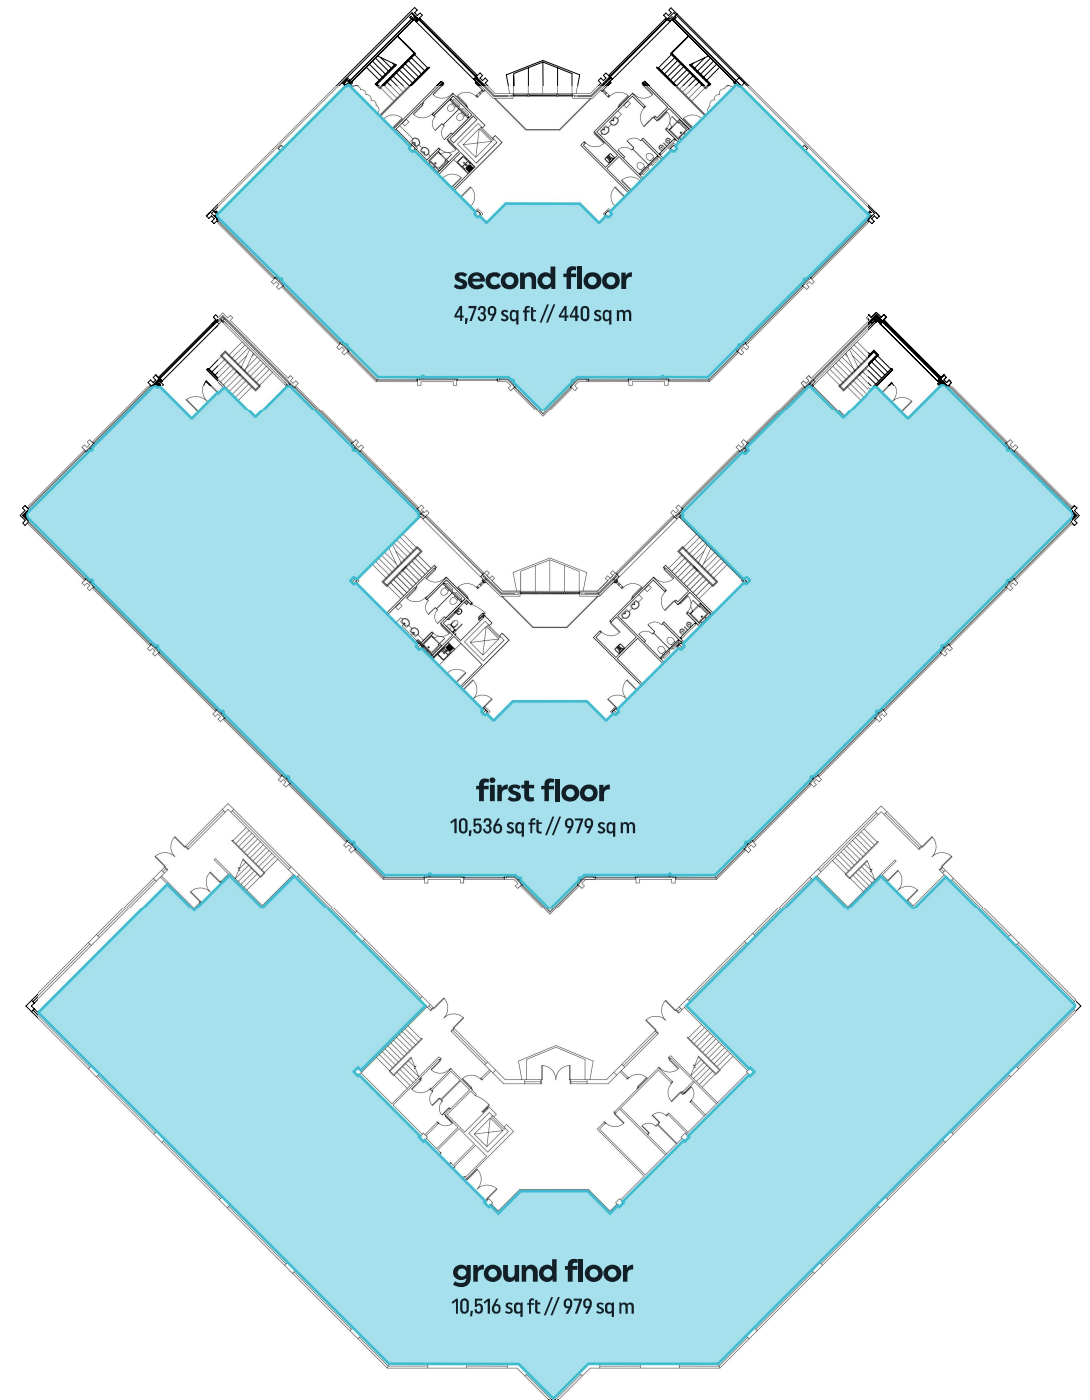 second floor
4,739 sq ft // 440 sq m
first floor
10,536 sq ft // 979 sq m
ground floor
10,516 sq ft // 979 sq m